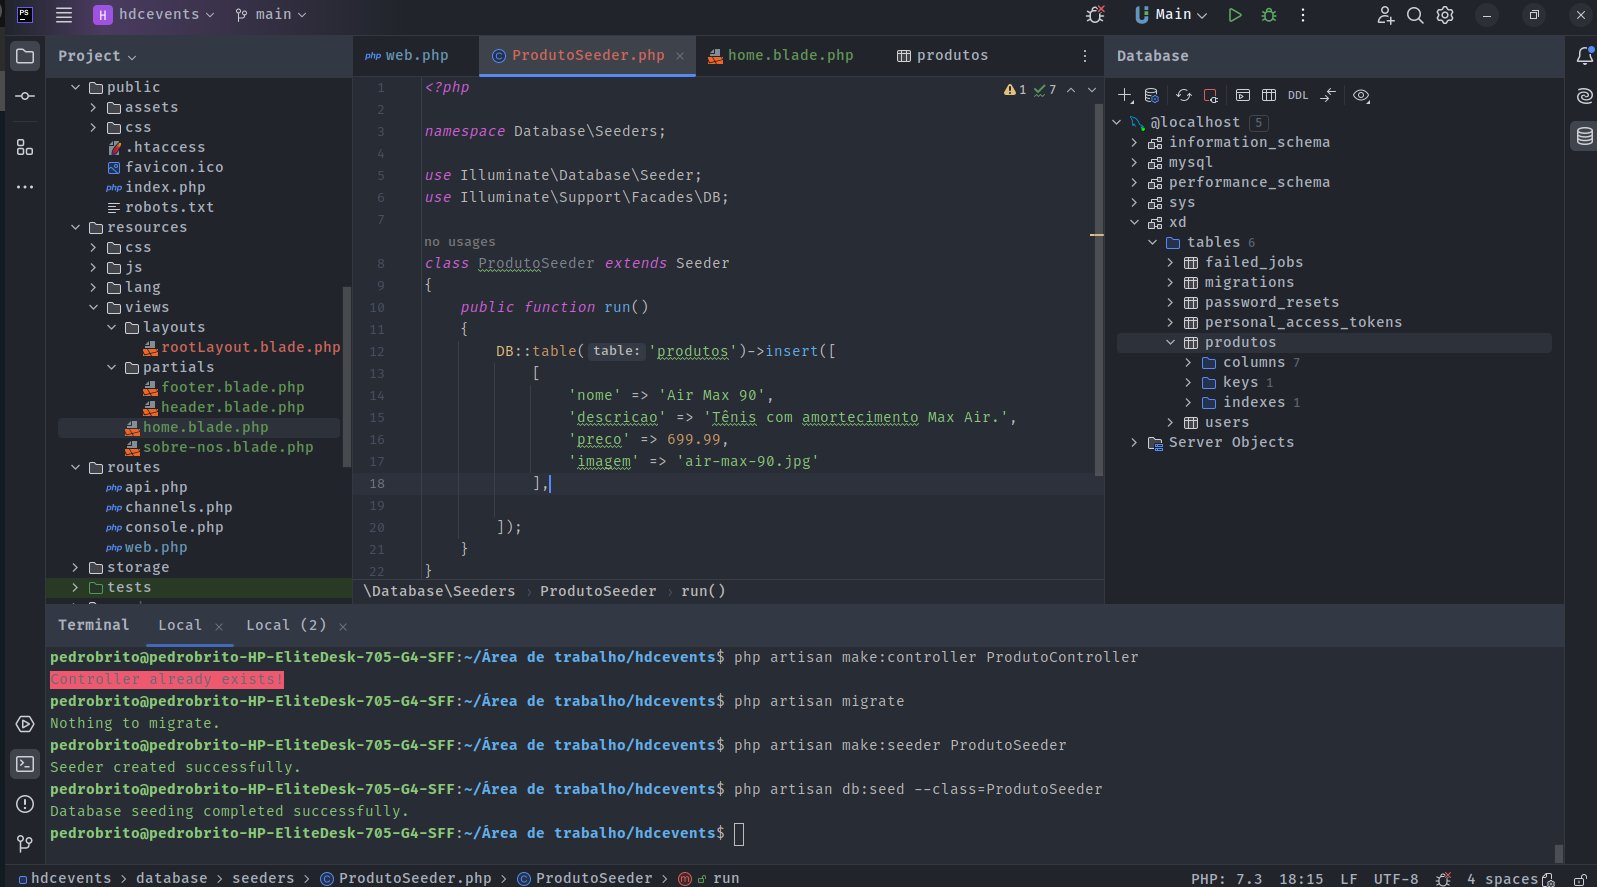 PS
H hdcevents main Main
Project
public
assets
css
.htaccess
favicon.ico
php index.php
robots.txt
resources
css
js
lang
views
layouts
rootLayout.blade.php
partials
footer.blade.php
header.blade.php
home.blade.php
sobre-nos.blade.php
routes
php api.php
php channels.php
php console.php
php web.php
storage
tests
php web.php ProdutoSeeder.php × home.blade.php produtos
1 7
1 <?php
2
3 namespace Database\Seeders;
4
5 use Illuminate\Database\Seeder;
6 use Illuminate\Support\Facades\DB;
7
no usages
8 class ProdutoSeeder extends Seeder
9 {
10 public function run()
11 {
12 DB::table( table: 'produtos')->insert([
13 [
14 'nome' => 'Air Max 90',
15 'descricao' => 'Tênis com amortecimento Max Air.',
16 'preco' => 699.99,
17 'imagem' => 'air-max-90.jpg'
18 ],
19
20 ]);
21 }
22 }
\Database\Seeders › ProdutoSeeder › run()
Database
DDL
@localhost 5
information_schema
mysql
performance_schema
sys
xd
tables 6
failed_jobs
migrations
password_resets
personal_access_tokens
produtos
columns 7
keys 1
indexes 1
users
Server Objects
Terminal Local × Local (2) ×
pedrobrito@pedrobrito-HP-EliteDesk-705-G4-SFF:~/Área de trabalho/hdcevents$ php artisan make:controller ProdutoController
Controller already exists!
pedrobrito@pedrobrito-HP-EliteDesk-705-G4-SFF:~/Área de trabalho/hdcevents$ php artisan migrate
Nothing to migrate.
pedrobrito@pedrobrito-HP-EliteDesk-705-G4-SFF:~/Área de trabalho/hdcevents$ php artisan make:seeder ProdutoSeeder
Seeder created successfully.
pedrobrito@pedrobrito-HP-EliteDesk-705-G4-SFF:~/Área de trabalho/hdcevents$ php artisan db:seed --class=ProdutoSeeder
Database seeding completed successfully.
pedrobrito@pedrobrito-HP-EliteDesk-705-G4-SFF:~/Área de trabalho/hdcevents$
hdcevents > database > seeders > ProdutoSeeder.php > ProdutoSeeder > run PHP: 7.3 18:15 LF UTF-8 4 spaces